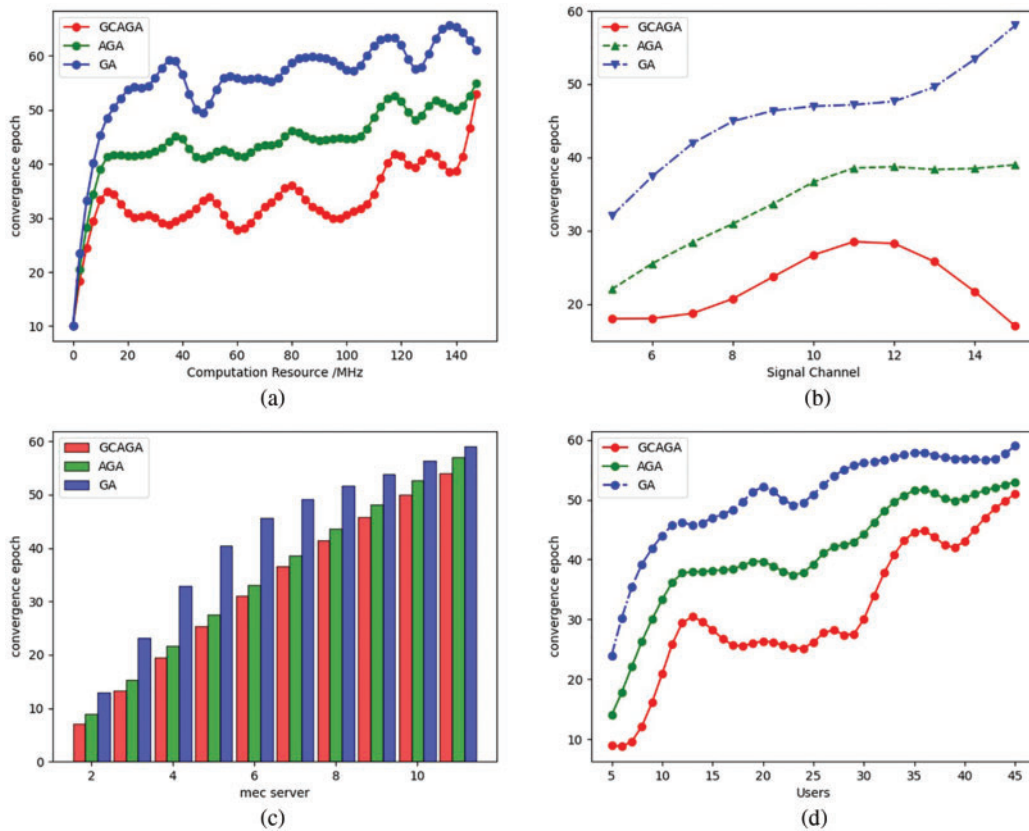 GCAGA
AGA
GA
convergence epoch
60
50
40
30
20
10
0 20 40 60 80 100 120 140
Computation Resource /MHz
(a)
GCAGA
AGA
GA
convergence epoch
60
50
40
30
20
6 8 10 12 14
Signal Channel
(b)
GCAGA
AGA
GA
convergence epoch
60
50
40
30
20
10
0
2 4 6 8 10
mec server
(c)
GCAGA
AGA
GA
convergence epoch
60
50
40
30
20
10
5 10 15 20 25 30 35 40 45
Users
(d)